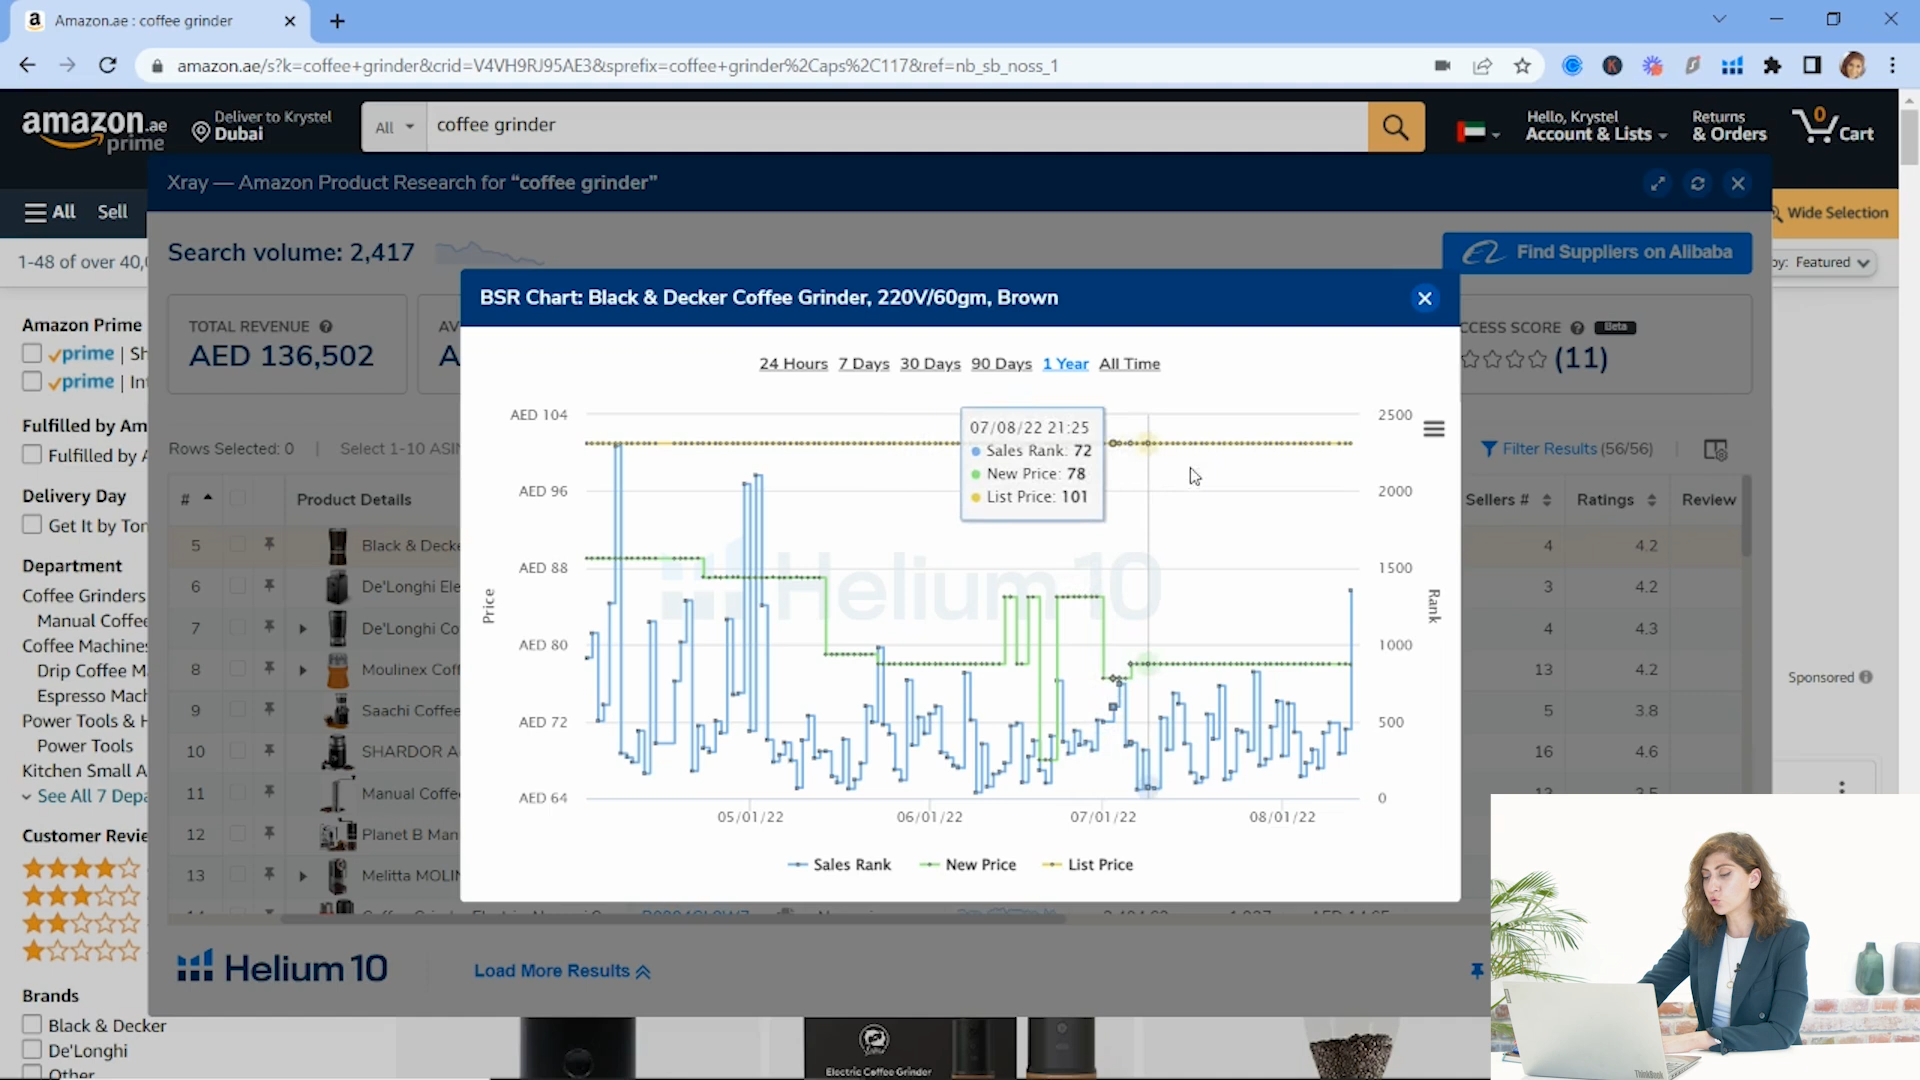 Amazon.ae : coffee grinder
amazon.ae/s?k=coffee+grinder&crid=V4VH9RJ95AE3&sprefix=coffee+grinder%2Caps%2C117&ref=nb_sb_noss_1
amazon.ae
prime
Deliver to Krystel
Dubai
All
coffee grinder
Hello, Krystel
Account & Lists
Returns
& Orders
0
Cart
All
Sell
Wide Selection
Xray — Amazon Product Research for “coffee grinder”
1-48 of over 40,
by: Featured
Search volume: 2,417
Find Suppliers on Alibaba
TOTAL REVENUE
AED 136,502
AV
A
CCESS SCORE
Beta
(11)
Rows Selected: 0
Select 1-10 ASIN
Filter Results (56/56)
#
Product Details
Sellers #
Ratings
Review
5
Black & Decke
4
4.2
6
De'Longhi Ele
3
4.2
7
De'Longhi Co
4
4.3
8
Moulinex Coff
13
4.2
9
Saachi Coffee
5
3.8
10
SHARDOR A
16
4.6
11
Manual Coffe
12
Planet B Man
13
Melitta MOLIN
Helium 10
Load More Results
Amazon Prime
prime | Sh
prime | Int
Fulfilled by Am
Fulfilled by A
Delivery Day
Get It by Tom
Department
Coffee Grinders
Manual Coffee
Coffee Machines
Drip Coffee M
Espresso Mach
Power Tools & H
Power Tools
Kitchen Small A
See All 7 Depa
Customer Revie
Brands
Black & Decker
De'Longhi
Other
Sponsored
BSR Chart: Black & Decker Coffee Grinder, 220V/60gm, Brown
24 Hours 7 Days 30 Days 90 Days 1 Year All Time
AED 104
AED 96
AED 88
AED 80
AED 72
AED 64
Price
2500
2000
1500
1000
500
0
Rank
07/08/22 21:25
Sales Rank: 72
New Price: 78
List Price: 101
Helium 10
05/01/22
06/01/22
07/01/22
08/01/22
Sales Rank
New Price
List Price
Electric Coffee Grinder
ThinkBook